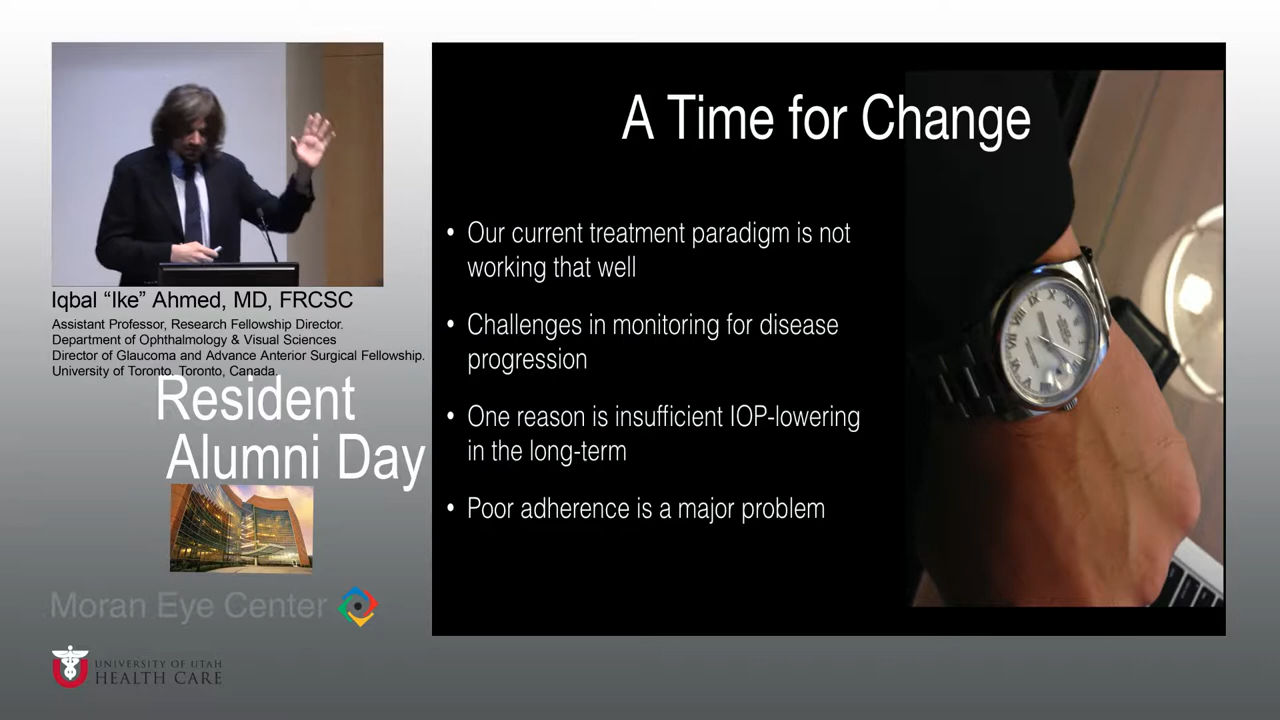 Iqbal “Ike” Ahmed, MD, FRCSC
Assistant Professor, Research Fellowship Director.
Department of Ophthalmology & Visual Sciences
Director of Glaucoma and Advance Anterior Surgical Fellowship.
University of Toronto. Toronto, Canada.
Resident
Alumni Day
Moran Eye Center
UNIVERSITY OF UTAH
HEALTH CARE
A Time for Change
• Our current treatment paradigm is not
working that well
• Challenges in monitoring for disease
progression
• One reason is insufficient IOP-lowering
in the long-term
• Poor adherence is a major problem